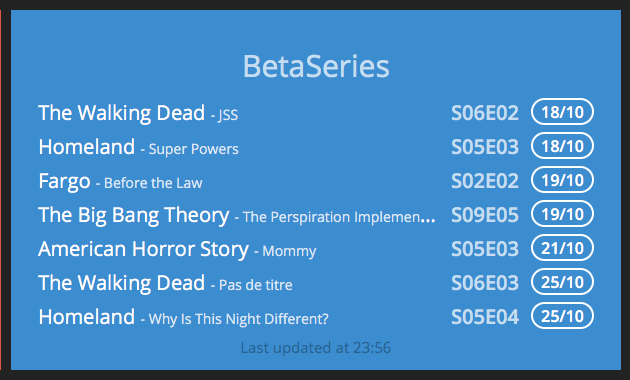 BetaSeries
The Walking Dead - JSS S06E02 18/10
Homeland - Super Powers S05E03 18/10
Fargo - Before the Law S02E02 19/10
The Big Bang Theory - The Perspiration Implemen... S09E05 19/10
American Horror Story - Mommy S05E03 21/10
The Walking Dead - Pas de titre S06E03 25/10
Homeland - Why Is This Night Different? S05E04 25/10
Last updated at 23:56